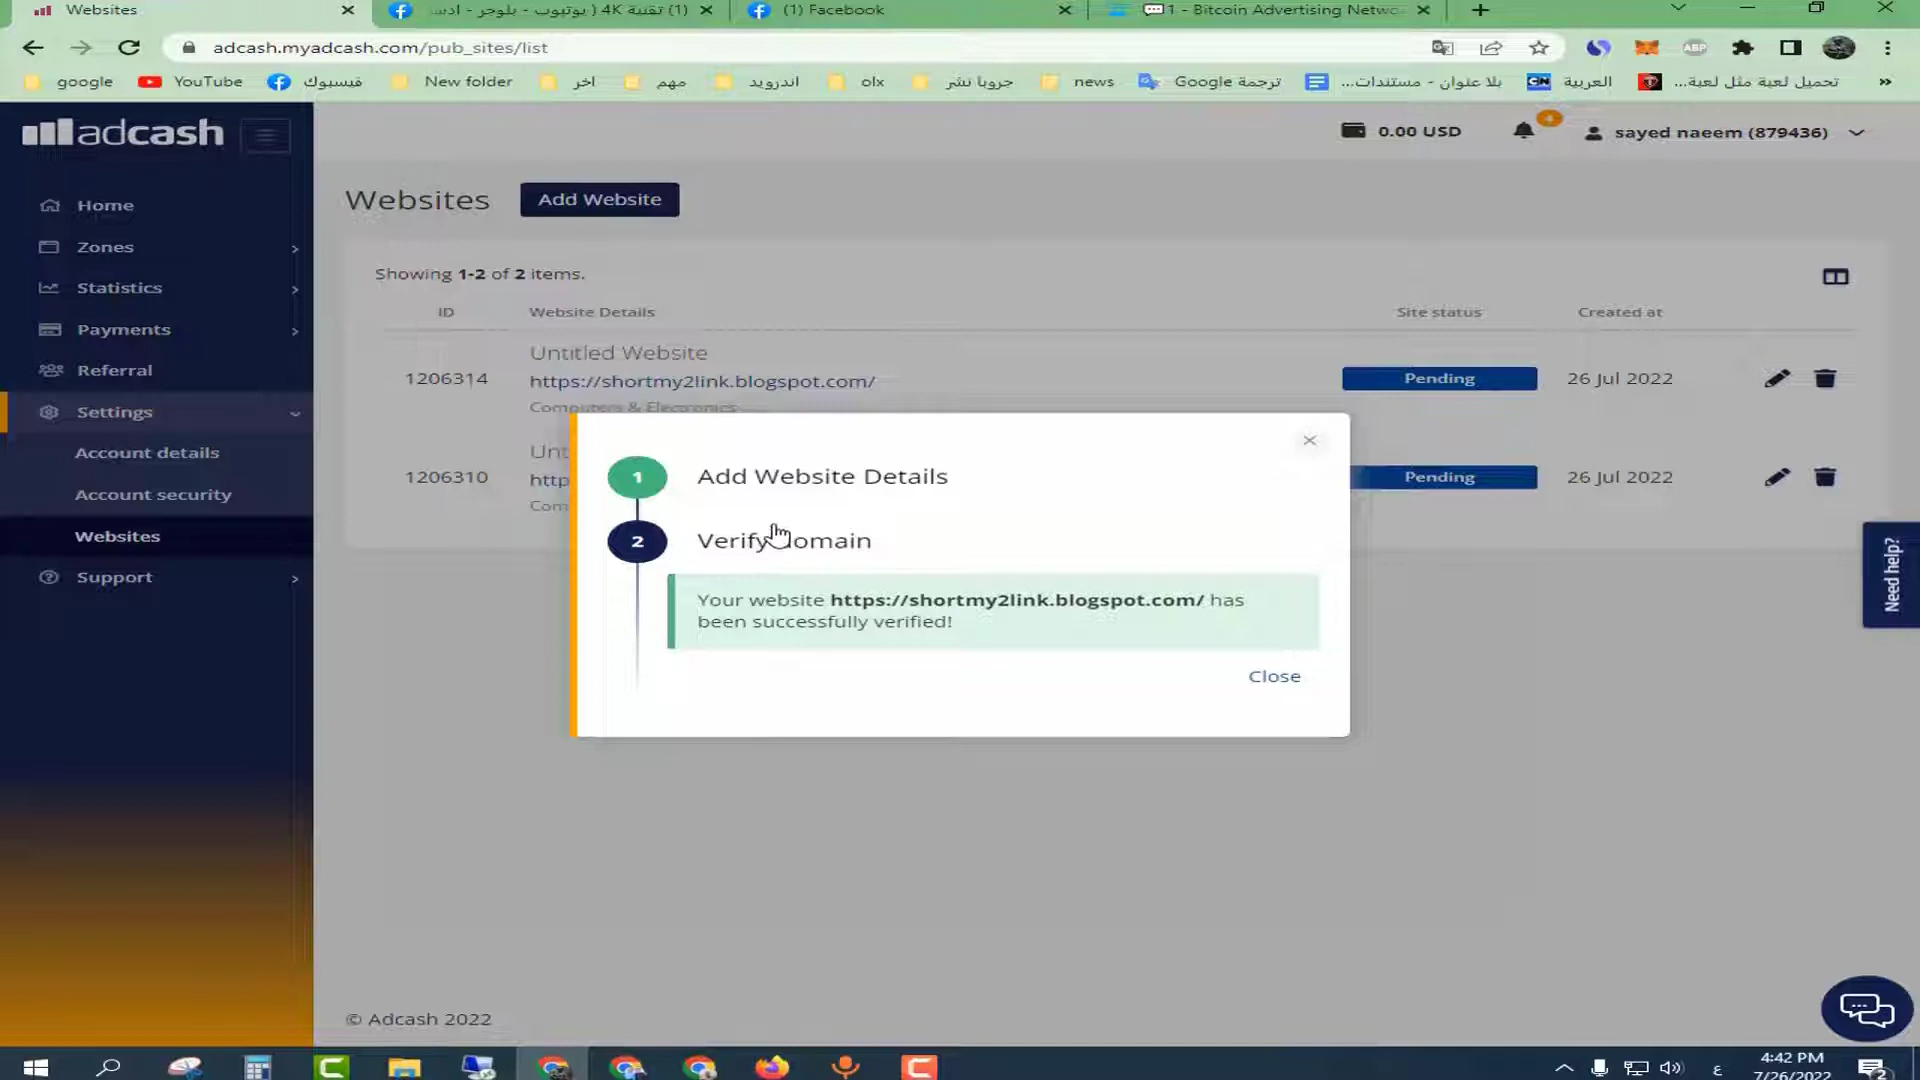 Websites
(1) تقنية 4K ( يوتيوب - بلوجر - ادس
(1) Facebook
1 - Bitcoin Advertising Netwo
adcash.myadcash.com/pub_sites/list
ABP
google
YouTube
فيسبوك
New folder
اخر
مهم
اندرويد
olx
جروبا نشر
news
ترجمة Google
بلا عنوان - مستندات...
العربية
تحميل لعبة مثل لعبة...
»
adcash
0.00 USD
sayed naeem (879436)
Home
Zones
Statistics
Payments
Referral
Settings
Account details
Account security
Websites
Support
Websites
Add Website
Showing 1-2 of 2 items.
ID Website Details Site status Created at
Untitled Website
1206314 https://shortmy2link.blogspot.com/ Pending 26 Jul 2022
Computers & Electronics
Unt
1206310 http Pending 26 Jul 2022
Com
1 Add Website Details
2 Verify domain
Your website https://shortmy2link.blogspot.com/ has
been successfully verified!
Close
Need help?
© Adcash 2022
ع
4:42 PM
7/26/2022
2